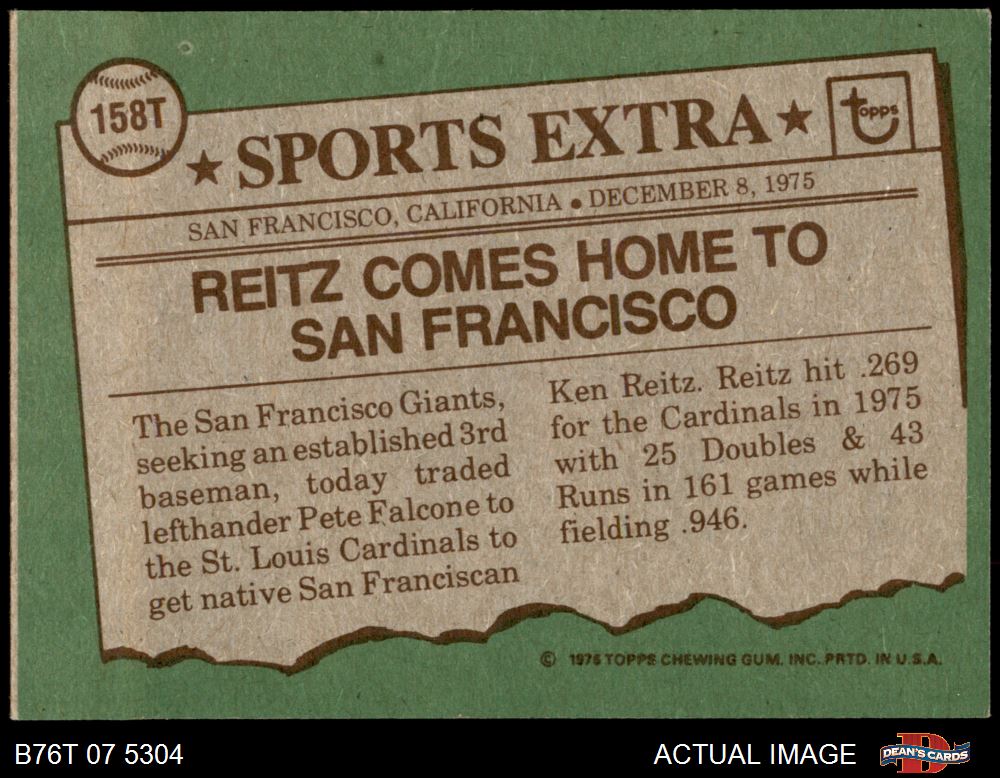 158T
★ SPORTS EXTRA ★
topps
SAN FRANCISCO, CALIFORNIA • DECEMBER 8, 1975
REITZ COMES HOME TO
SAN FRANCISCO
The San Francisco Giants,
seeking an established 3rd
baseman, today traded
lefthander Pete Falcone to
the St. Louis Cardinals to
get native San Franciscan
Ken Reitz. Reitz hit .269
for the Cardinals in 1975
with 25 Doubles & 43
Runs in 161 games while
fielding .946.
© 1976 TOPPS CHEWING GUM, INC. PRTD. IN U.S.A.
B76T 07 5304
ACTUAL IMAGE
DEAN'S CARDS